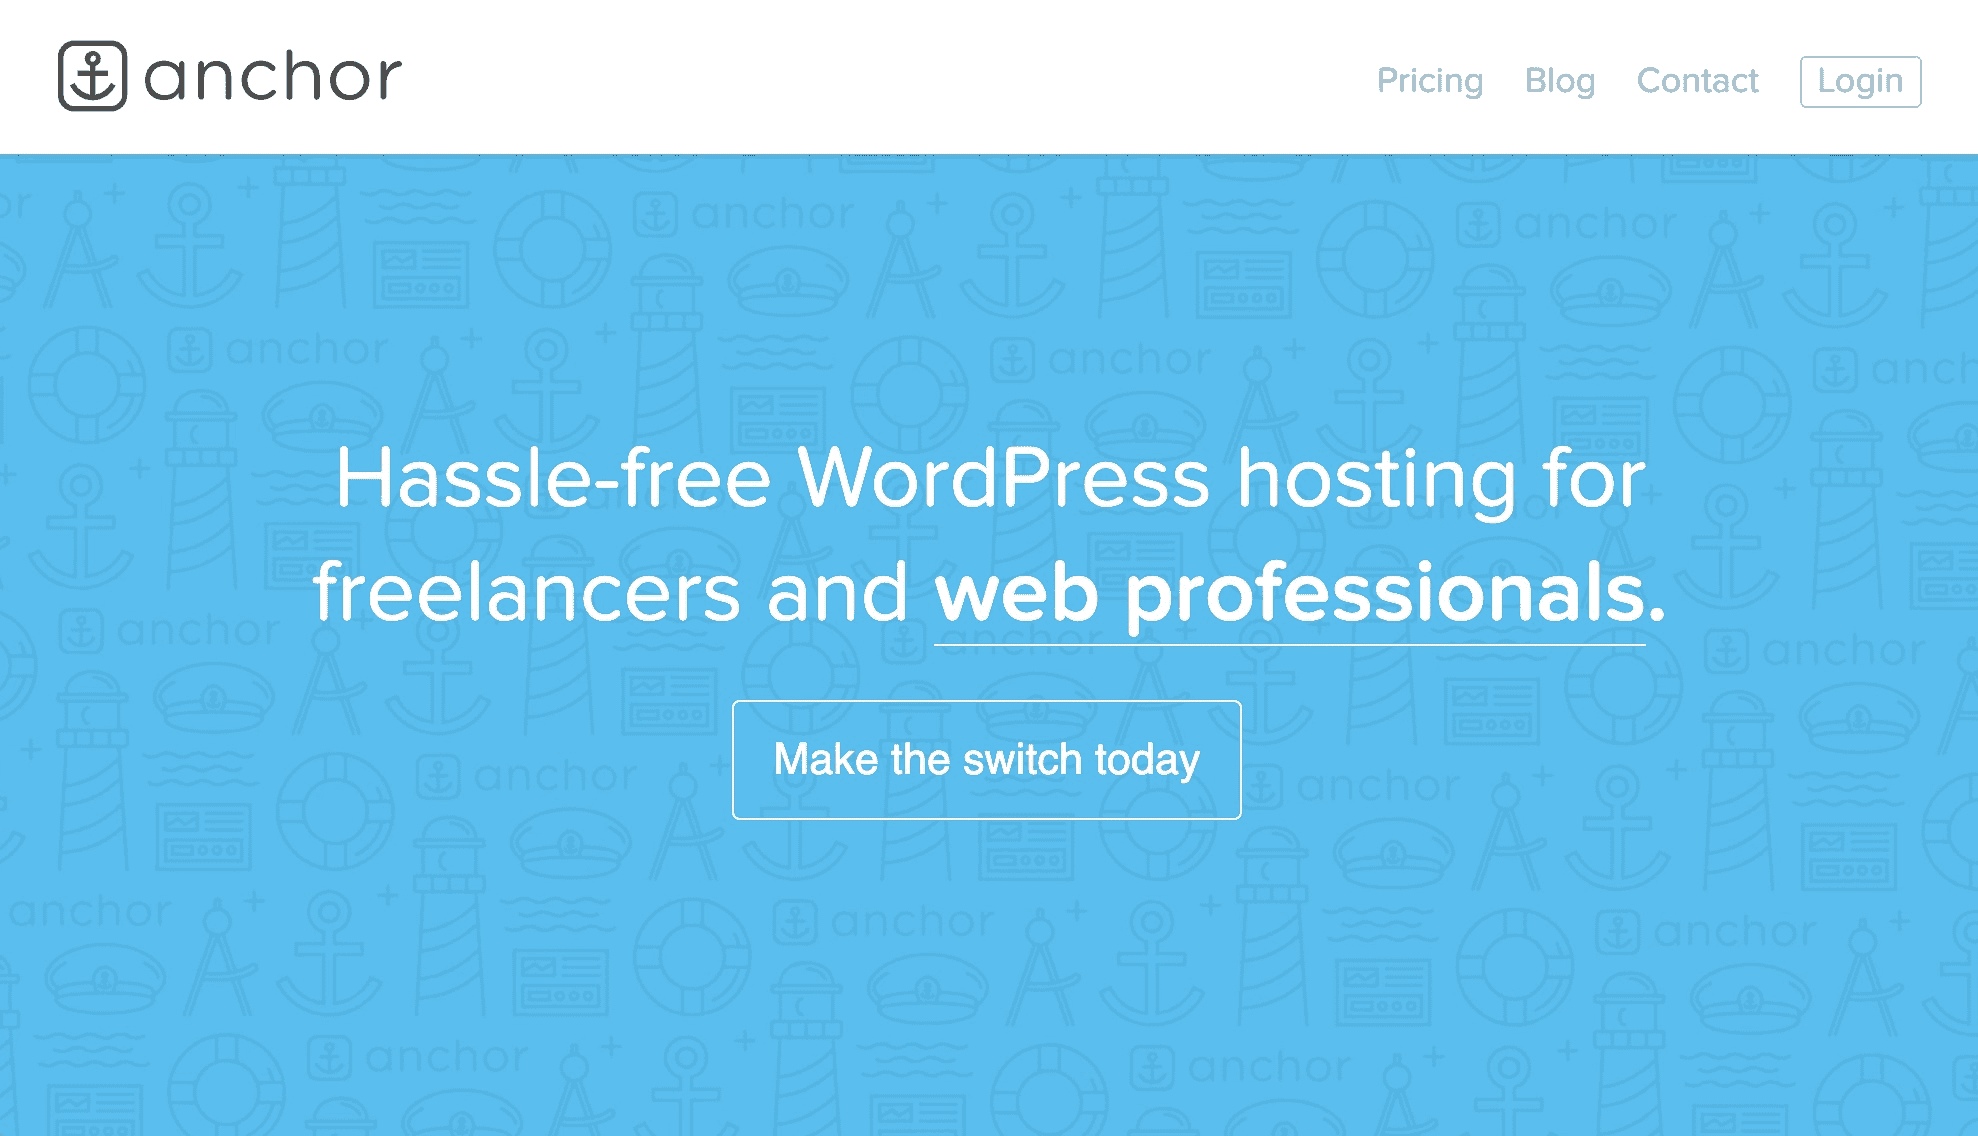 anchor
Pricing Blog Contact Login
Hassle-free WordPress hosting for
freelancers and web professionals.
Make the switch today